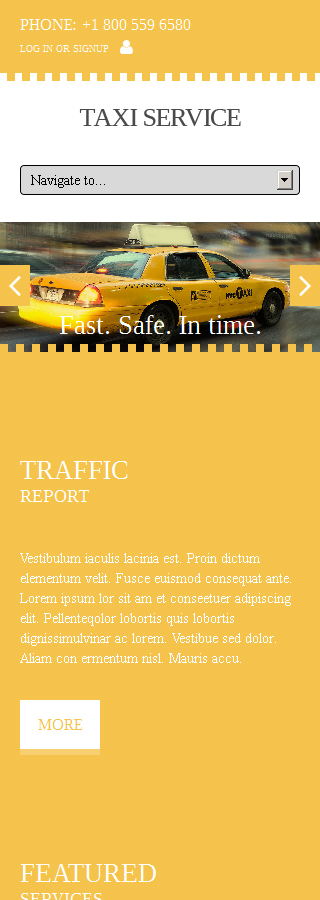 PHONE: +1 800 559 6580
LOG IN OR SIGNUP
TAXI SERVICE
Navigate to...
NYC TAXI
Fast. Safe. In time.
TRAFFIC
REPORT
Vestibulum iaculis lacinia est. Proin dictum
elementum velit. Fusce euismod consequat ante.
Lorem ipsum lor sit am et conseetuer adipiscing
elit. Pellenteqolor lobortis quis lobortis
dignissimulvinar ac lorem. Vestibue sed dolor.
Aliam con ermentum nisl. Mauris accu.
MORE
FEATURED
SERVICES